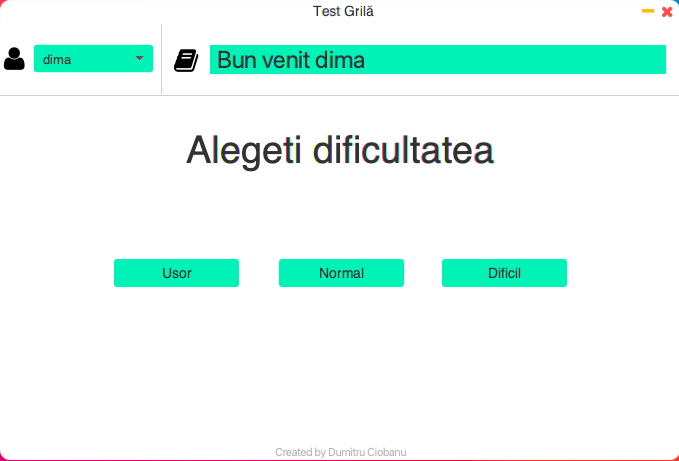 Test Grilă
dima
Bun venit dima
Alegeti dificultatea
Usor
Normal
Dificil
Created by Dumitru Ciobanu